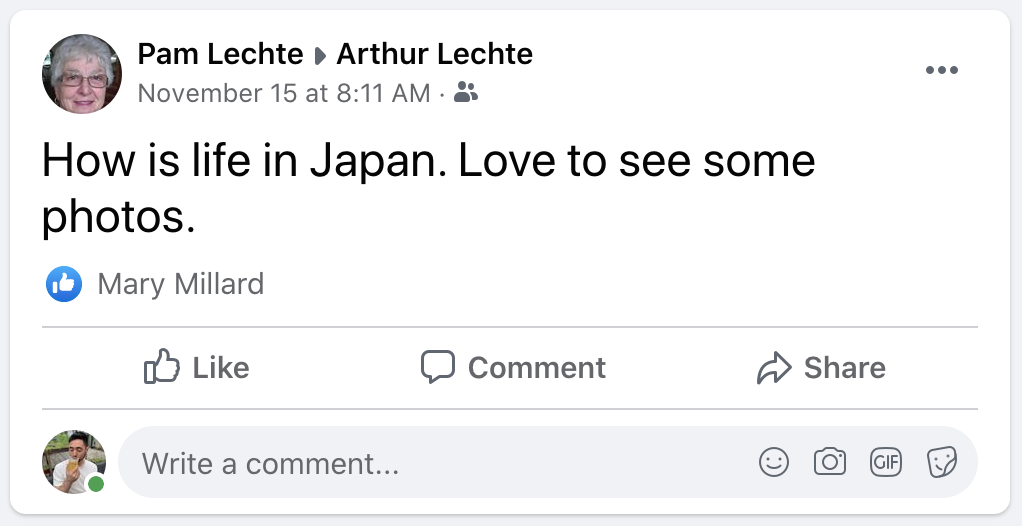 Pam Lechte Arthur Lechte
November 15 at 8:11 AM ·
How is life in Japan. Love to see some
photos.
Mary Millard
Like Comment Share
Write a comment... GIF